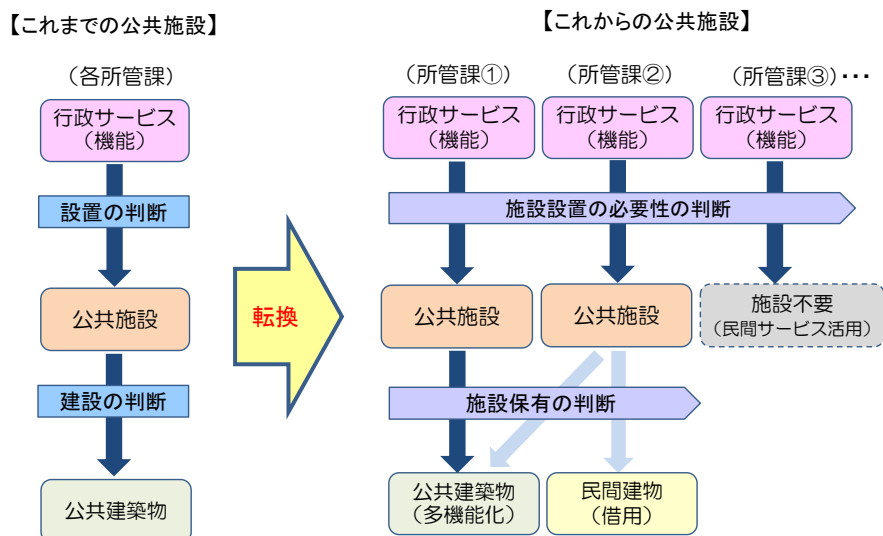 【これまでの公共施設】
(各所管課)
行政サービス
(機能)
設置の判断
公共施設
建設の判断
公共建築物
転換
【これからの公共施設】
(所管課①)
(所管課②)
(所管課③)・・・
行政サービス
(機能)
行政サービス
(機能)
行政サービス
(機能)
施設設置の必要性の判断
公共施設
公共施設
施設不要
(民間サービス活用)
施設保有の判断
公共建築物
(多機能化)
民間建物
(借用)